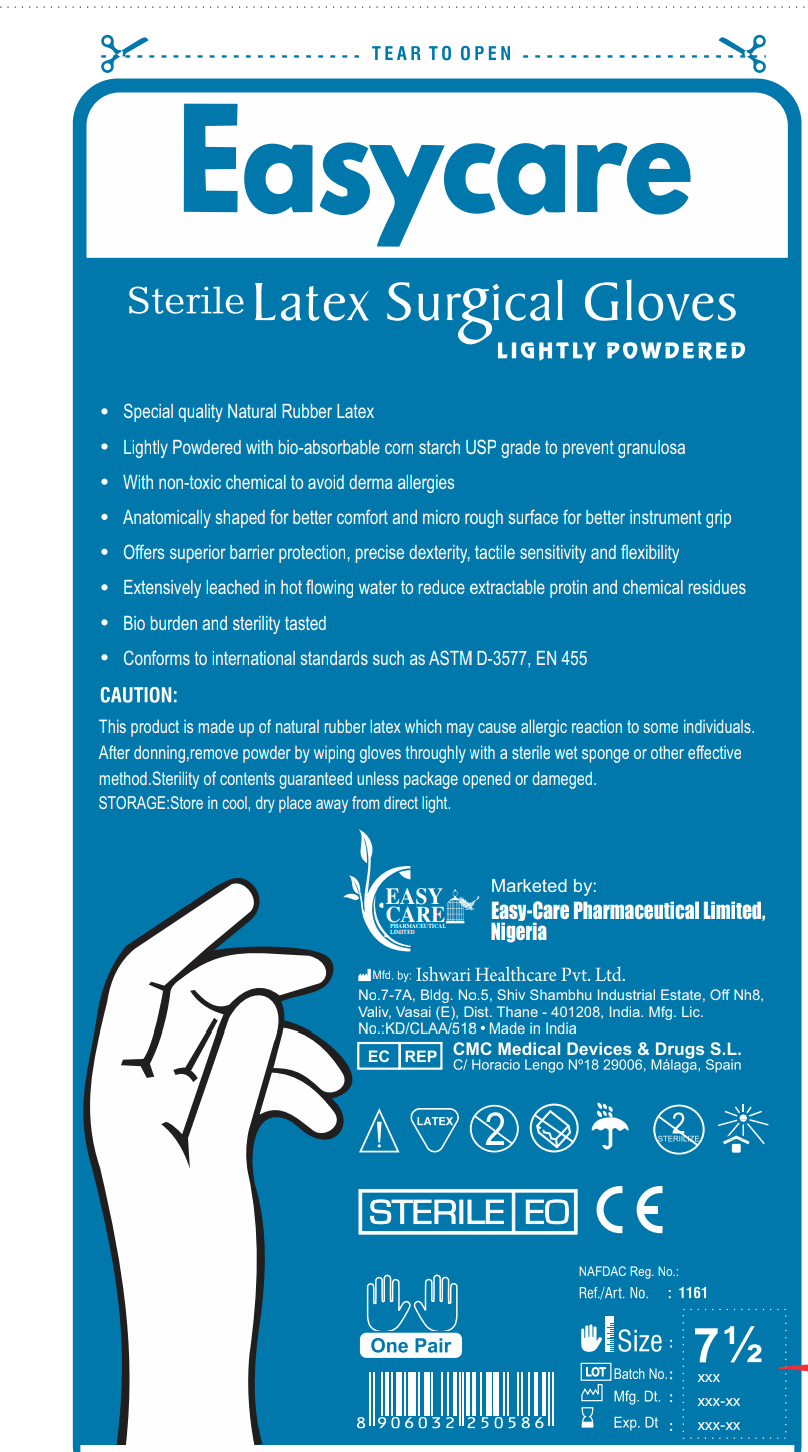 TEAR TO OPEN
Easycare
Sterile Latex Surgical Gloves
LIGHTLY POWDERED
• Special quality Natural Rubber Latex
• Lightly Powdered with bio-absorbable corn starch USP grade to prevent granulosa
• With non-toxic chemical to avoid derma allergies
• Anatomically shaped for better comfort and micro rough surface for better instrument grip
• Offers superior barrier protection, precise dexterity, tactile sensitivity and flexibility
• Extensively leached in hot flowing water to reduce extractable protin and chemical residues
• Bio burden and sterility tasted
• Conforms to international standards such as ASTM D-3577, EN 455
CAUTION:
This product is made up of natural rubber latex which may cause allergic reaction to some individuals.
After donning,remove powder by wiping gloves throughly with a sterile wet sponge or other effective
method.Sterility of contents guaranteed unless package opened or dameged.
STORAGE:Store in cool, dry place away from direct light.
EASY
CARE
PHARMACEUTICAL
LIMITED
Marketed by:
Easy-Care Pharmaceutical Limited,
Nigeria
Mfd. by: Ishwari Healthcare Pvt. Ltd.
No.7-7A, Bldg. No.5, Shiv Shambhu Industrial Estate, Off Nh8,
Valiv, Vasai (E), Dist. Thane - 401208, India. Mfg. Lic.
No.:KD/CLAA/518 • Made in India
EC REP CMC Medical Devices & Drugs S.L.
C/ Horacio Lengo Nº18 29006, Málaga, Spain
LATEX
2
2
STERIILIZE
STERILE EO CE
NAFDAC Reg. No.:
Ref./Art. No. : 1161
One Pair
Size : 7½
LOT Batch No. : xxx
Mfg. Dt. : xxx-xx
Exp. Dt : xxx-xx
8 906032 250586